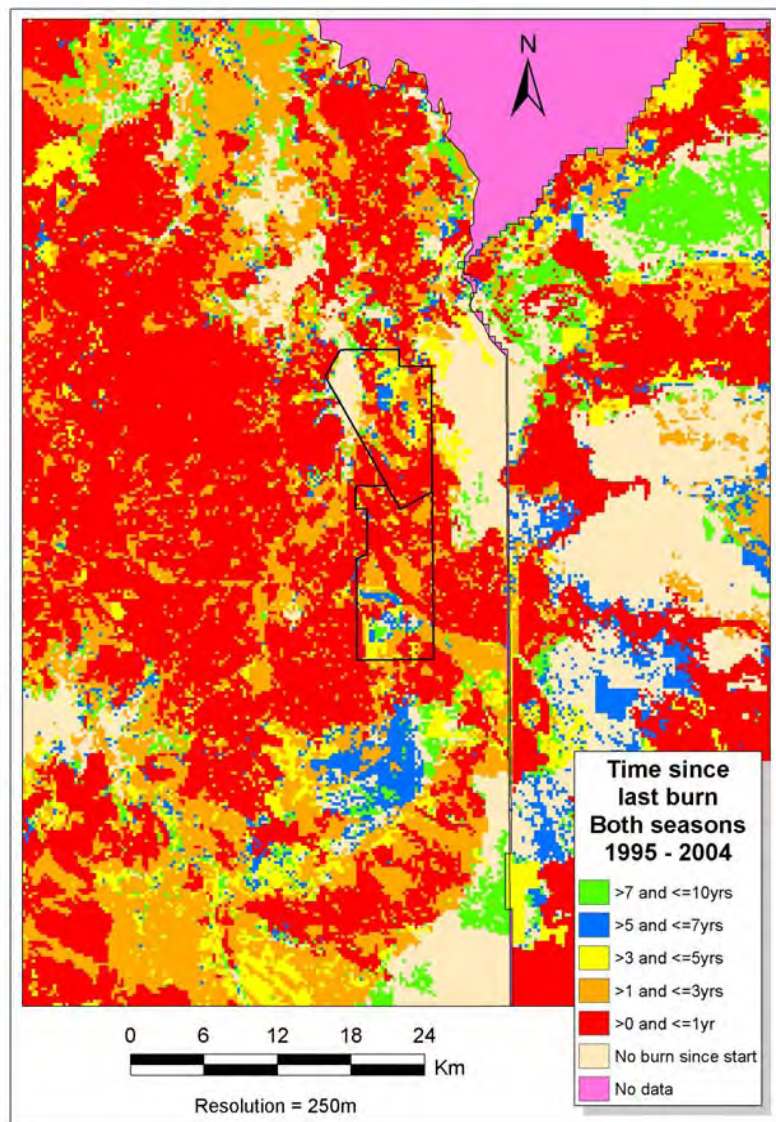 N
Time since
last burn
Both seasons
1995 - 2004
>7 and <=10yrs
>5 and <=7yrs
>3 and <=5yrs
>1 and <=3yrs
>0 and <=1yr
No burn since start
No data
0 6 12 18 24
Km
Resolution = 250m